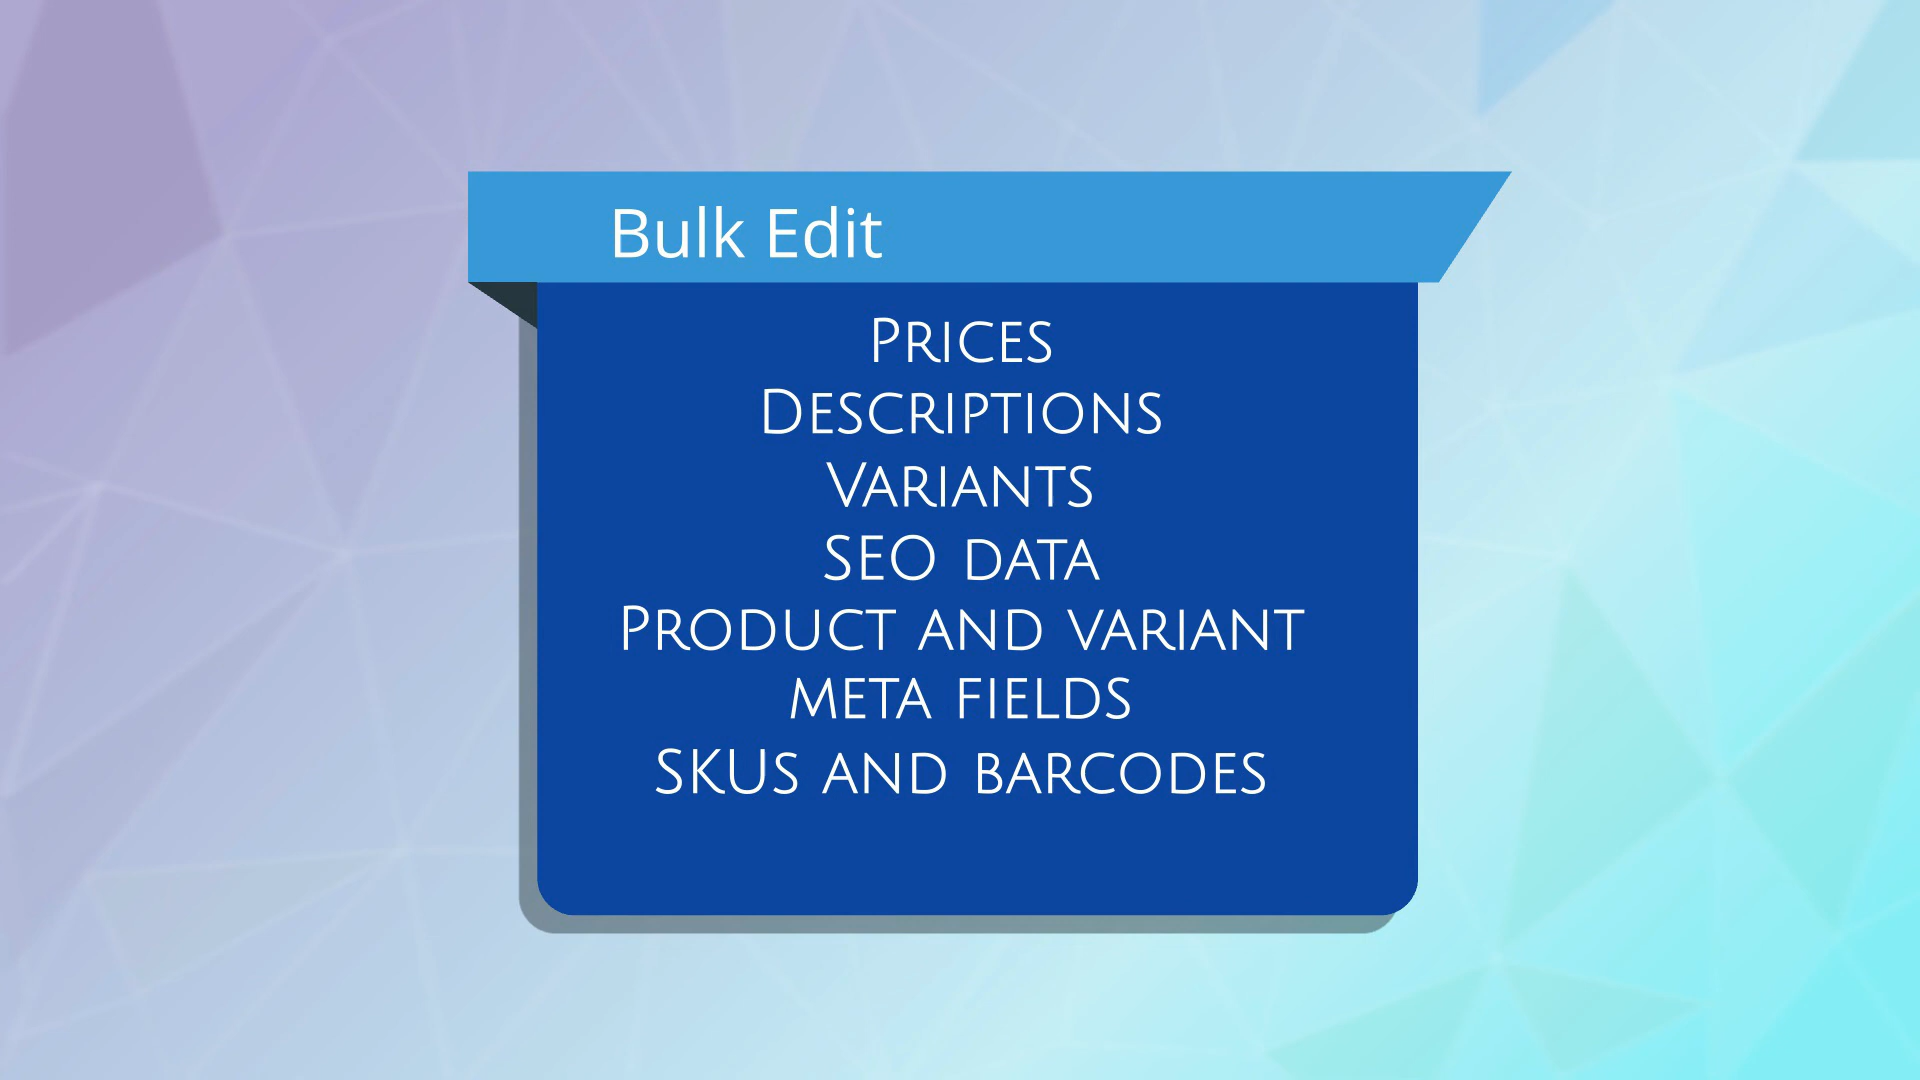 Bulk Edit
Prices
Descriptions
Variants
SEO data
Product and variant
meta fields
SKUs and barcodes